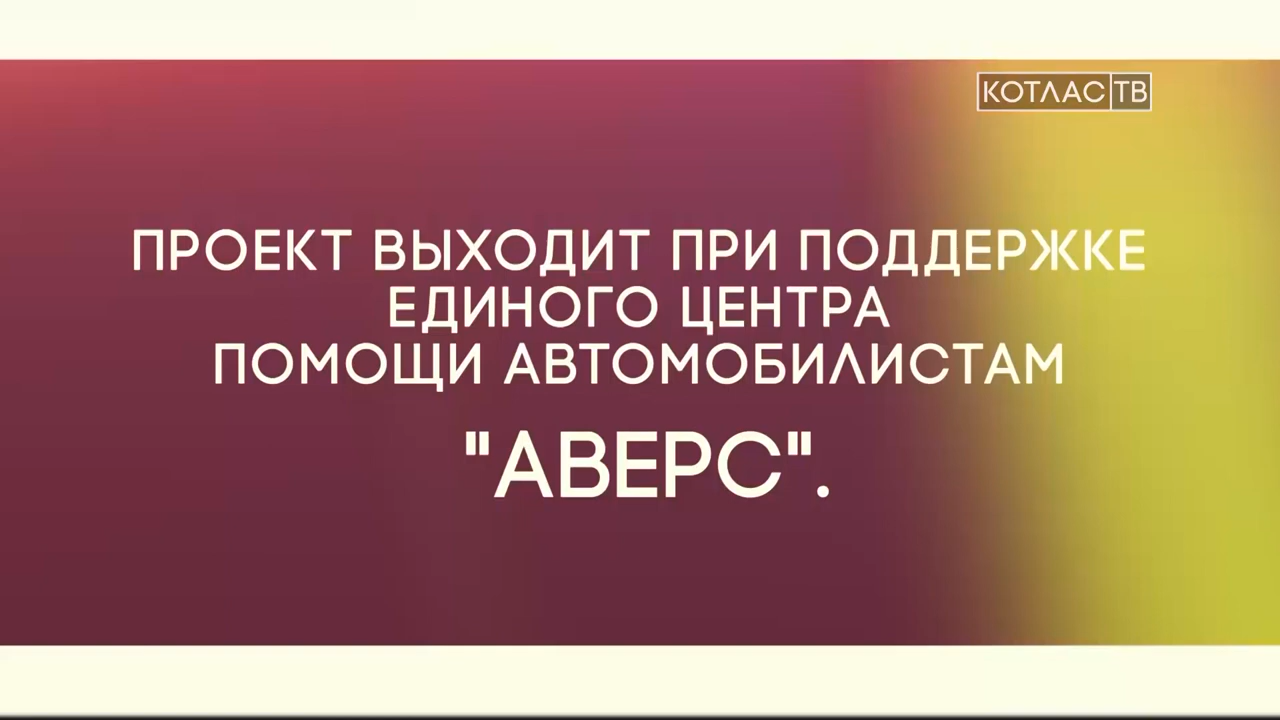 КОТЛАС ТВ
ПРОЕКТ ВЫХОДИТ ПРИ ПОДДЕРЖКЕ
ЕДИНОГО ЦЕНТРА
ПОМОЩИ АВТОМОБИЛИСТАМ
"АВЕРС".